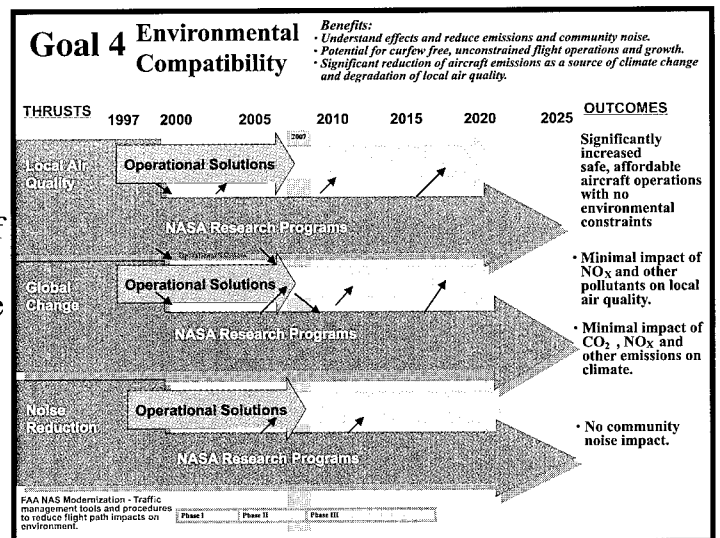 Goal 4 Environmental
Compatibility
Benefits:
• Understand effects and reduce emissions and community noise.
• Potential for curfew free, unconstrained flight operations and growth.
• Significant reduction of aircraft emissions as a source of climate change
and degradation of local air quality.
THRUSTS
1997 2000 2005 2010 2015 2020 2025
OUTCOMES
2007
Local Air
Quality
Operational Solutions
NASA Research Programs
Significantly
increased
safe, affordable
aircraft operations
with no
environmental
constraints
Global
Change
Operational Solutions
NASA Research Programs
• Minimal impact of
NOX and other
pollutants on local
air quality.
• Minimal impact of
CO2 , NOX and
other emissions on
climate.
Noise
Reduction
Operational Solutions
NASA Research Programs
• No community
noise impact.
FAA NAS Modernization - Traffic
management tools and procedures
to reduce flight path impacts on
environment.
Phase I Phase II Phase III